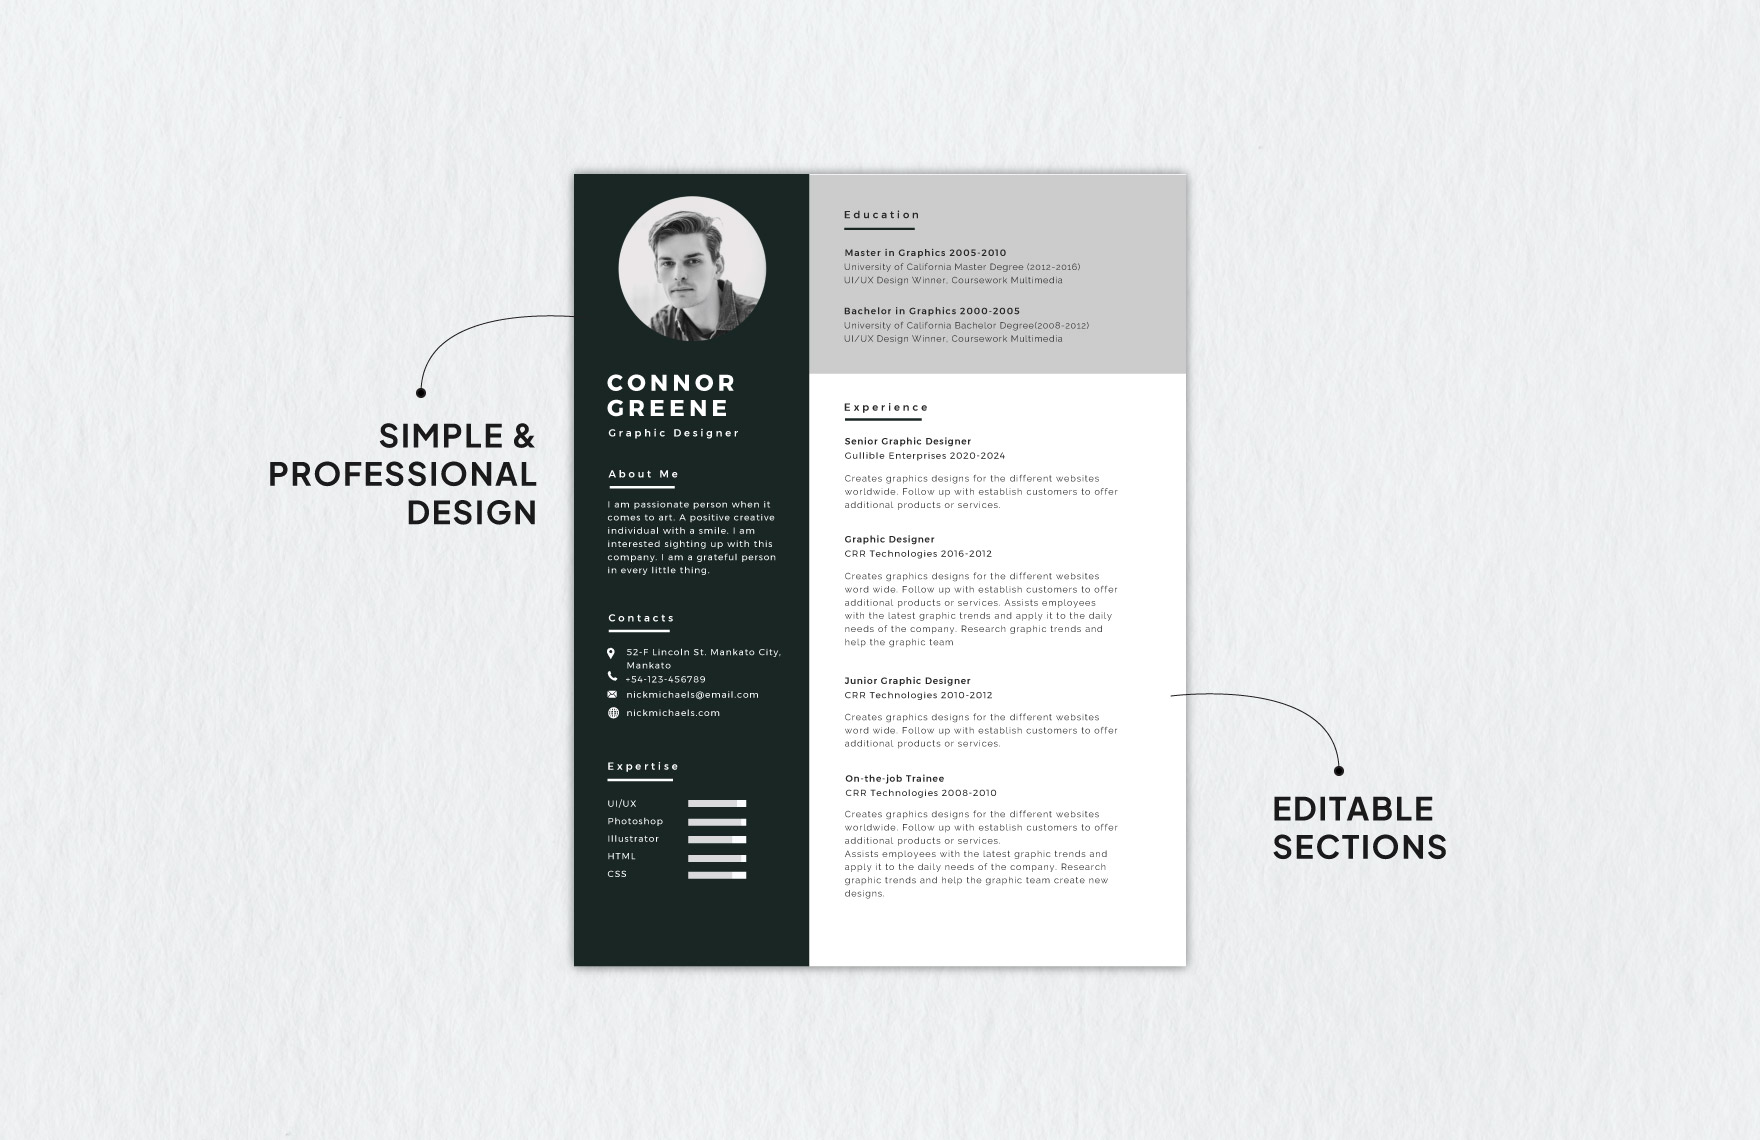 SIMPLE &
PROFESSIONAL
DESIGN
CONNOR
GREENE
Graphic Designer
About Me
I am passionate person when it
comes to art. A positive creative
individual with a smile. I am
interested sighting up with this
company. I am a grateful person
in every little thing.
Contacts
52-F Lincoln St. Mankato City,
Mankato
+54-123-456789
nickmichaels@email.com
nickmichaels.com
Expertise
UI/UX
Photoshop
Illustrator
HTML
CSS
Education
Master in Graphics 2005-2010
University of California Master Degree (2012-2016)
UI/UX Design Winner, Coursework Multimedia
Bachelor in Graphics 2000-2005
University of California Bachelor Degree(2008-2012)
UI/UX Design Winner, Coursework Multimedia
Experience
Senior Graphic Designer
Gullible Enterprises 2020-2024
Creates graphics designs for the different websites
worldwide. Follow up with establish customers to offer
additional products or services.
Graphic Designer
CRR Technologies 2016-2012
Creates graphics designs for the different websites
word wide. Follow up with establish customers to offer
additional products or services. Assists employees
with the latest graphic trends and apply it to the daily
needs of the company. Research graphic trends and
help the graphic team
Junior Graphic Designer
CRR Technologies 2010-2012
Creates graphics designs for the different websites
word wide. Follow up with establish customers to offer
additional products or services.
On-the-job Trainee
CRR Technologies 2008-2010
Creates graphics designs for the different websites
worldwide. Follow up with establish customers to offer
additional products or services.
Assists employees with the latest graphic trends and
apply it to the daily needs of the company. Research
graphic trends and help the graphic team create new
designs.
EDITABLE
SECTIONS